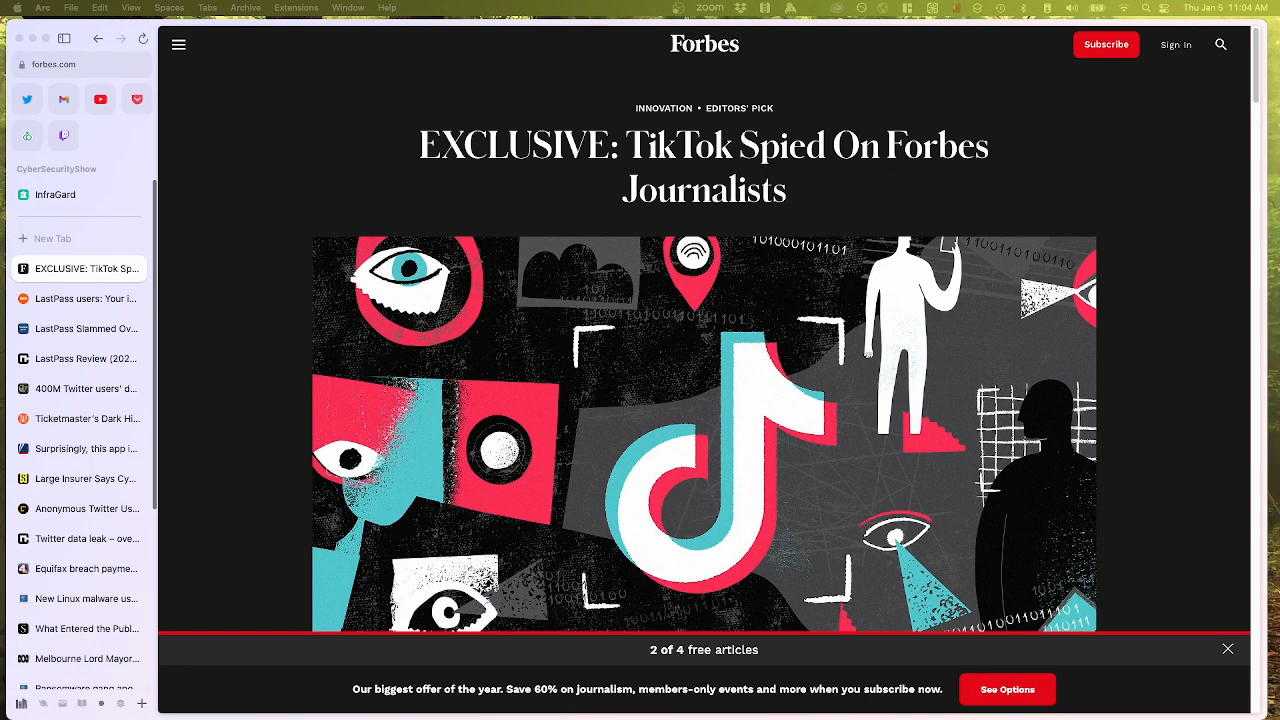 Arc File Edit View Spaces Tabs Archive Extensions Window Help
ZOOM
Thu Jan 5 11:04 AM
forbes.com
CyberSecurityShow
InfraGard
New Tab
EXCLUSIVE: TikTok Sp
LastPass users: Your i...
LastPass Slammed for
LastPass Review (202...
400M Twitter users' d...
Ticketmaster's Dark Hi...
Surprisingly, this app i...
Large Insurer Says Cy...
Anonymous Twitter Us...
Twitter data leak – ove...
Equifax breach payme...
New Linux malware us...
What Entered the Publ...
Melbourne Lord Mayor...
Ransomware gang
Forbes
Subscribe
Sign In
INNOVATION • EDITORS' PICK
EXCLUSIVE: TikTok Spied On Forbes
Journalists
2 of 4 free articles
Our biggest offer of the year. Save 60% on journalism, members-only events and more when you subscribe now.
See Options